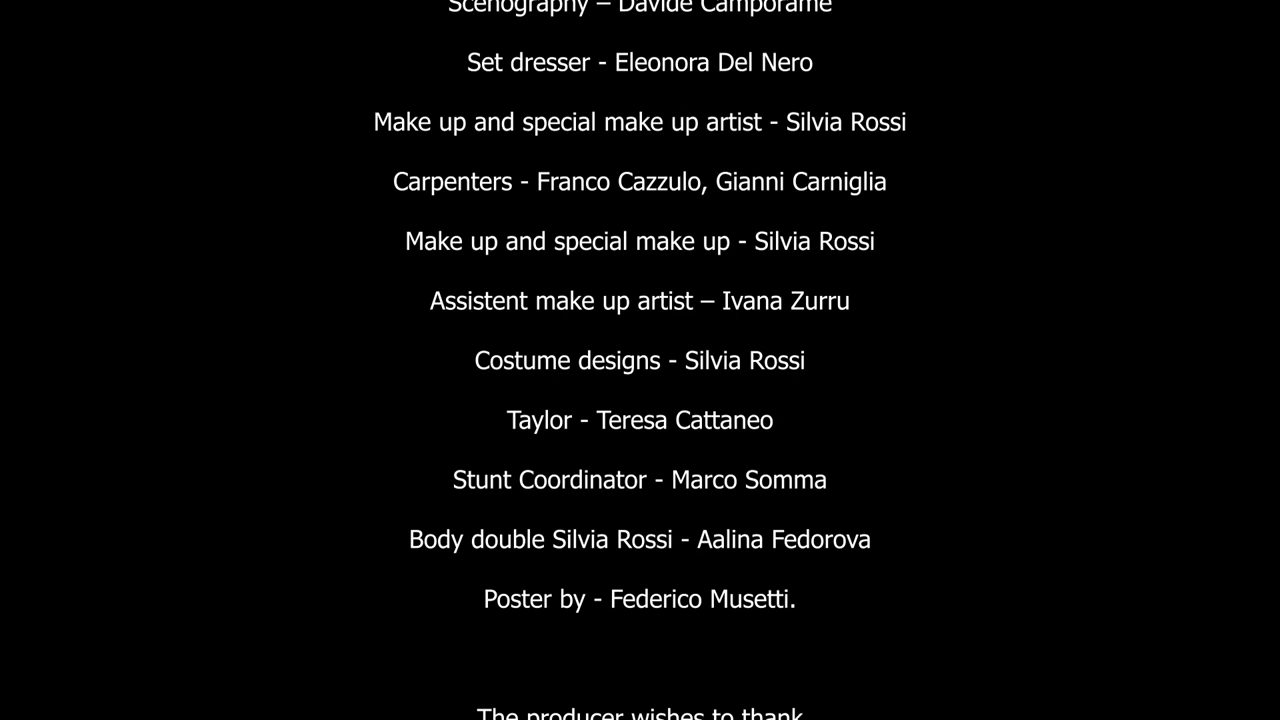 Scenography – Davide Camporame
Set dresser - Eleonora Del Nero
Make up and special make up artist - Silvia Rossi
Carpenters - Franco Cazzulo, Gianni Carniglia
Make up and special make up - Silvia Rossi
Assistent make up artist – Ivana Zurru
Costume designs - Silvia Rossi
Taylor - Teresa Cattaneo
Stunt Coordinator - Marco Somma
Body double Silvia Rossi - Aalina Fedorova
Poster by - Federico Musetti.
The producer wishes to thank